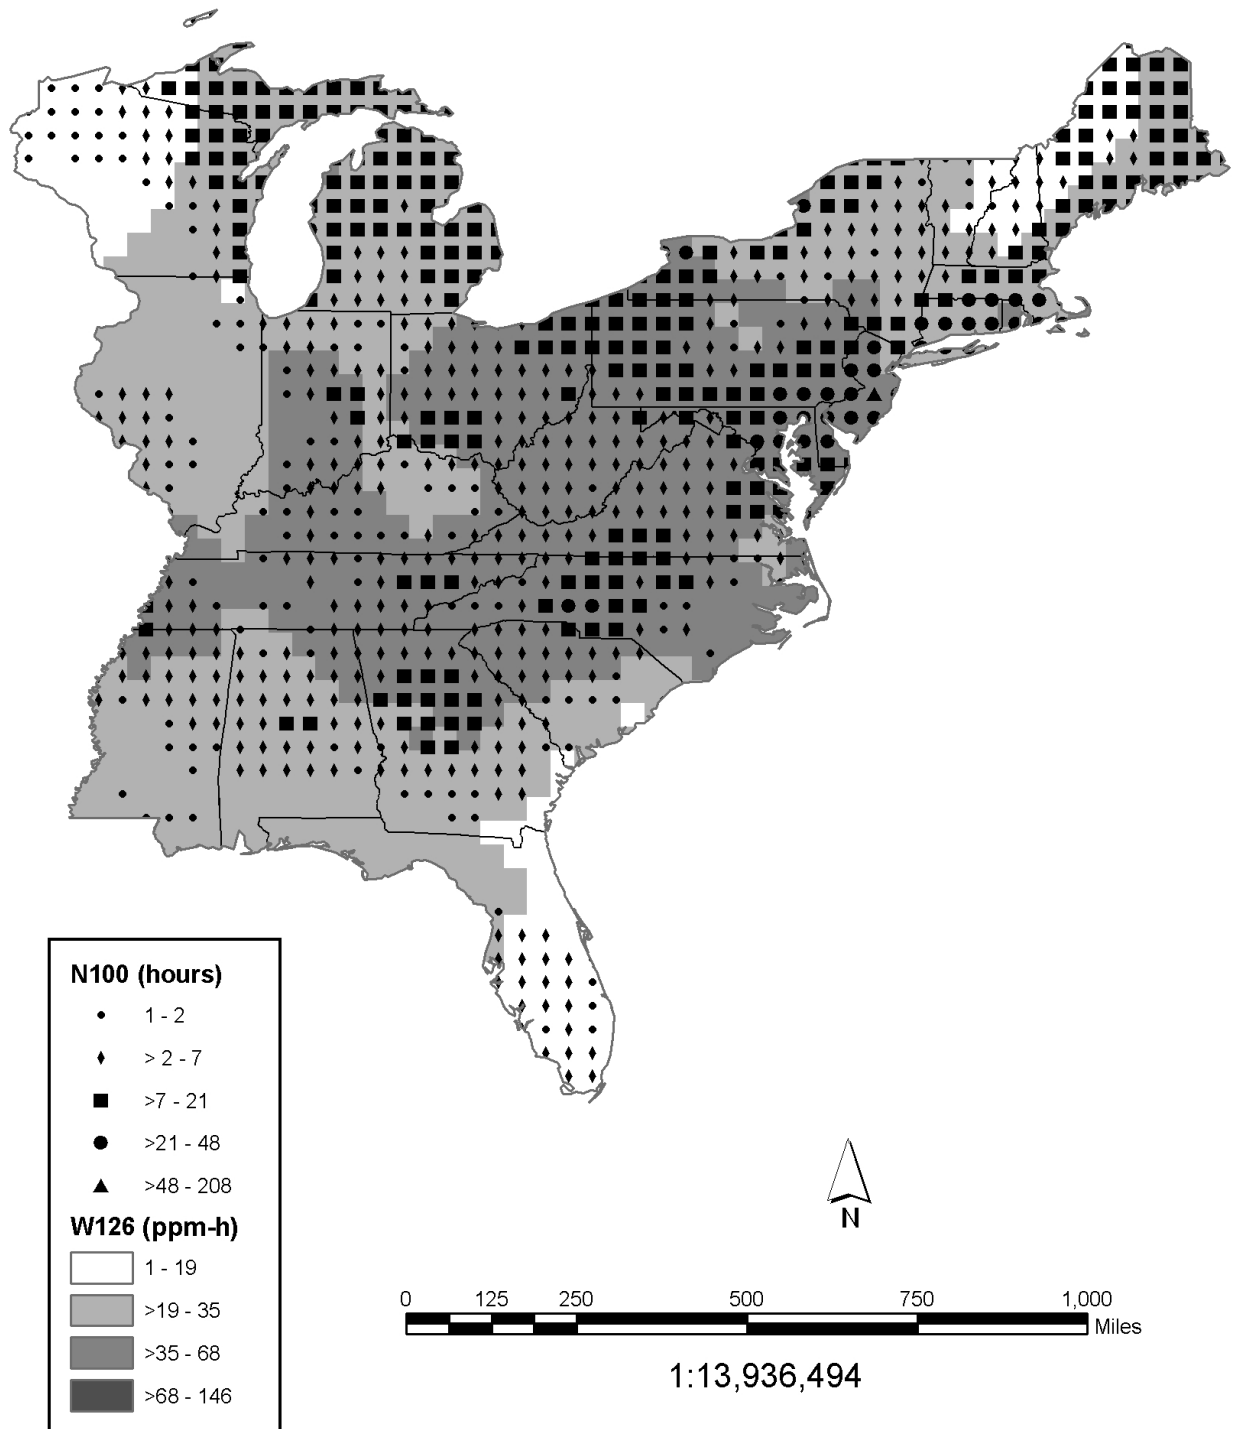 N100 (hours)
1 - 2
> 2 - 7
>7 - 21
>21 - 48
>48 - 208
W126 (ppm-h)
1 - 19
>19 - 35
>35 - 68
>68 - 146
N
0 125 250 500 750 1,000
Miles
1:13,936,494